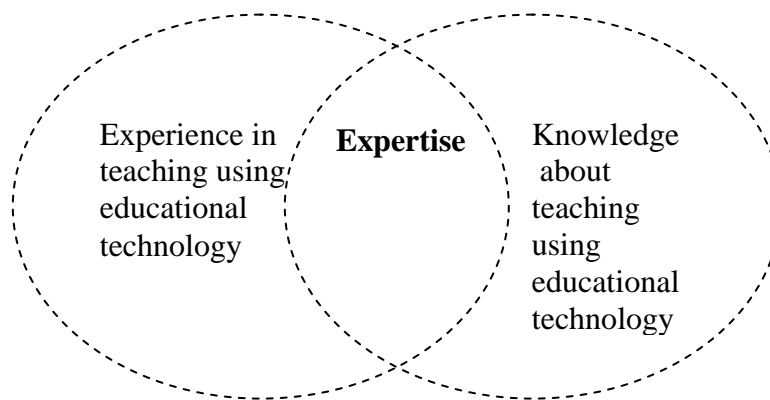 Experience in
teaching using
educational
technology
Expertise
Knowledge
about
teaching
using
educational
technology